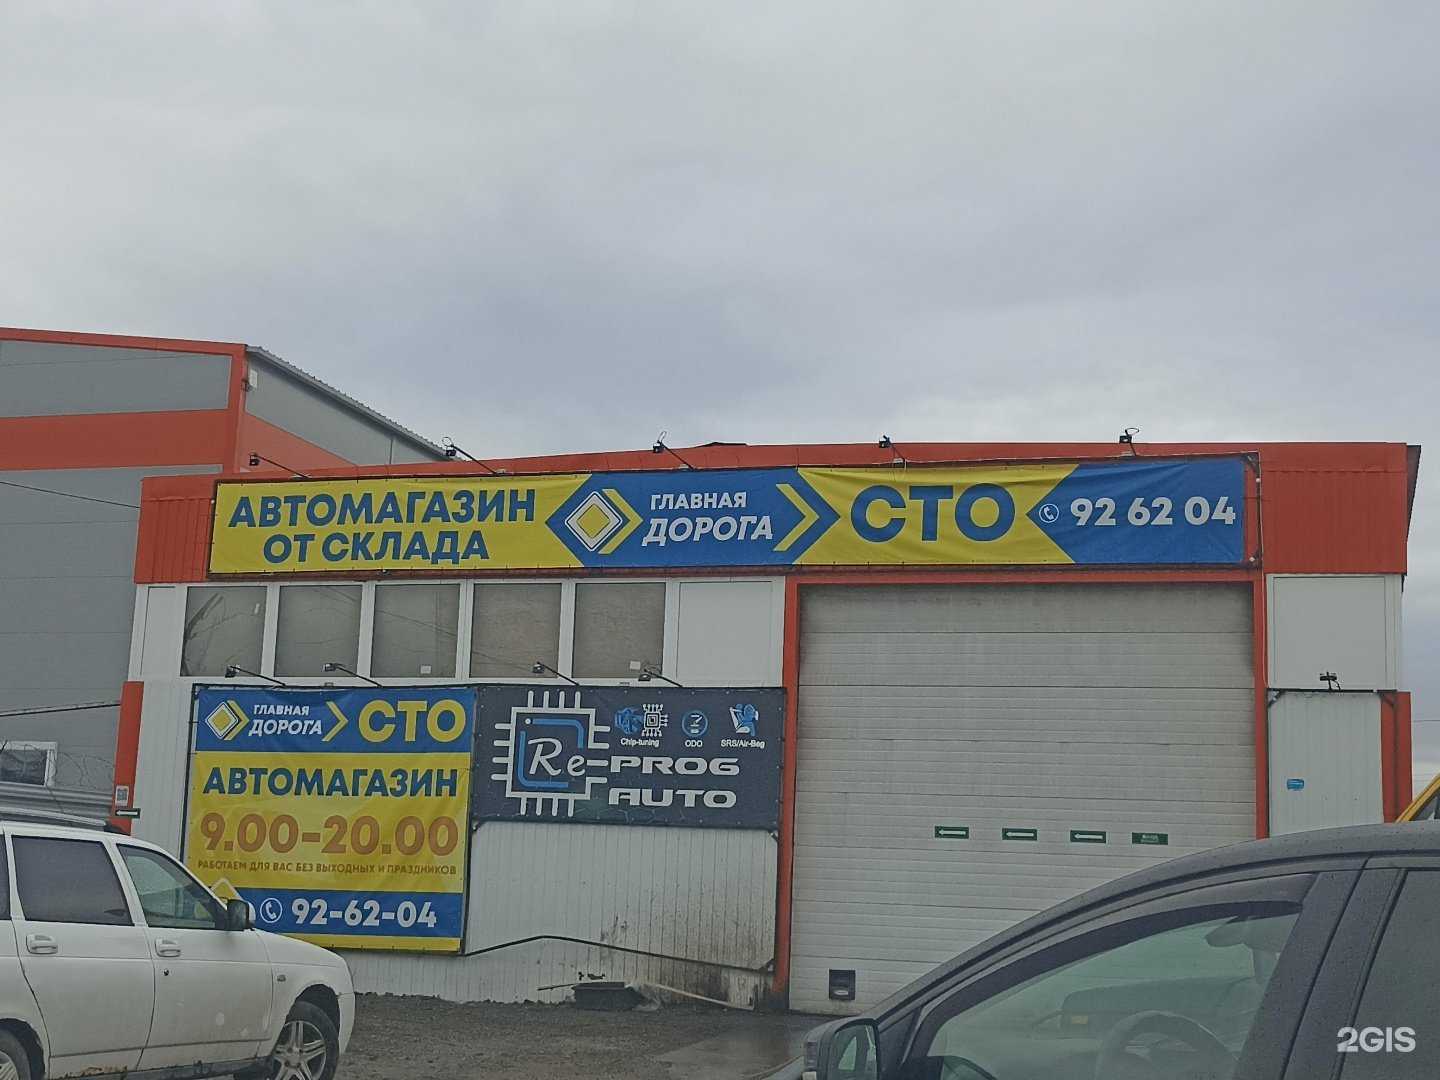 АВТОМАГАЗИН
ОТ СКЛАДА
ГЛАВНАЯ
ДОРОГА
СТО
92 62 04
ГЛАВНАЯ
ДОРОГА
СТО
АВТОМАГАЗИН
9.00-20.00
РАБОТАЕМ ДЛЯ ВАС БЕЗ ВЫХОДНЫХ И ПРАЗДНИКОВ
92-62-04
Chip-tuning
ODO
SRS/Air-Bag
Re-PROG
AUTO
2GIS